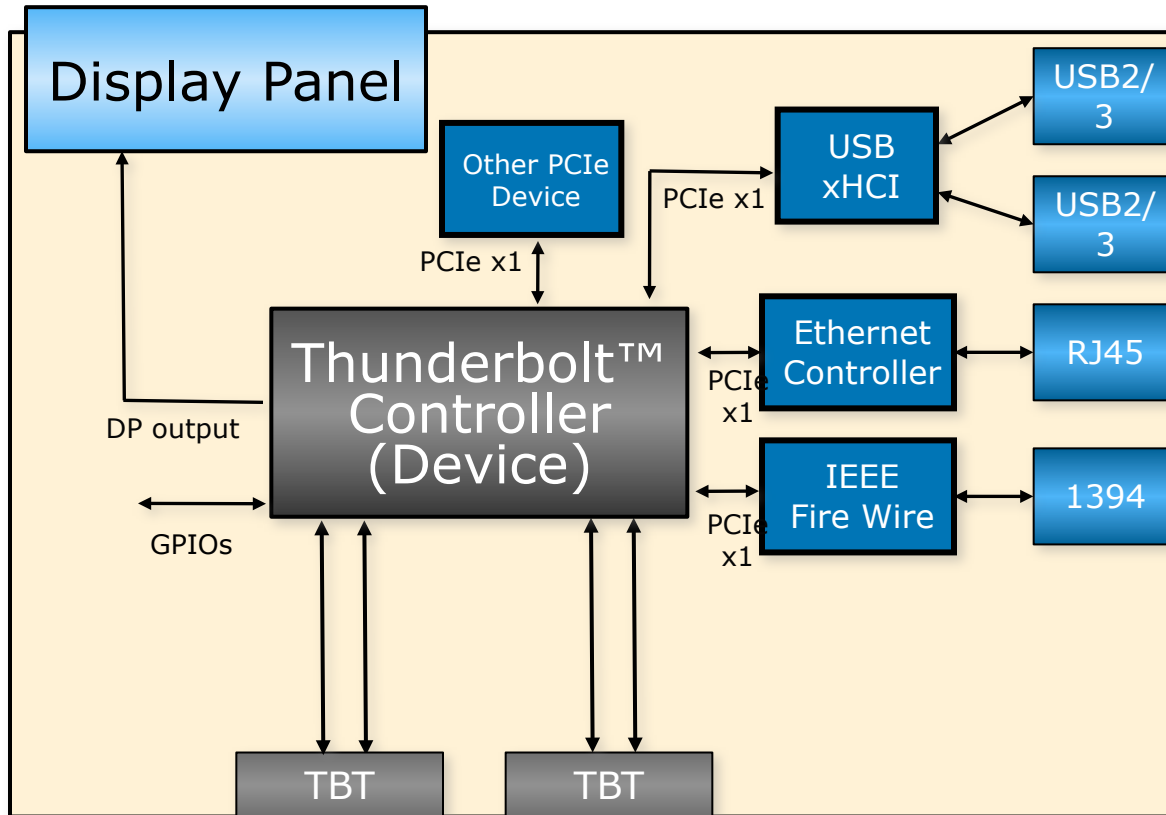 Display Panel
Other PCIe
Device
PCIe x1
PCIe x1
USB
xHCI
USB2/
3
USB2/
3
Thunderbolt™
Controller
(Device)
DP output
GPIOs
PCIe
x1
Ethernet
Controller
RJ45
PCIe
x1
IEEE
Fire Wire
1394
TBT
TBT